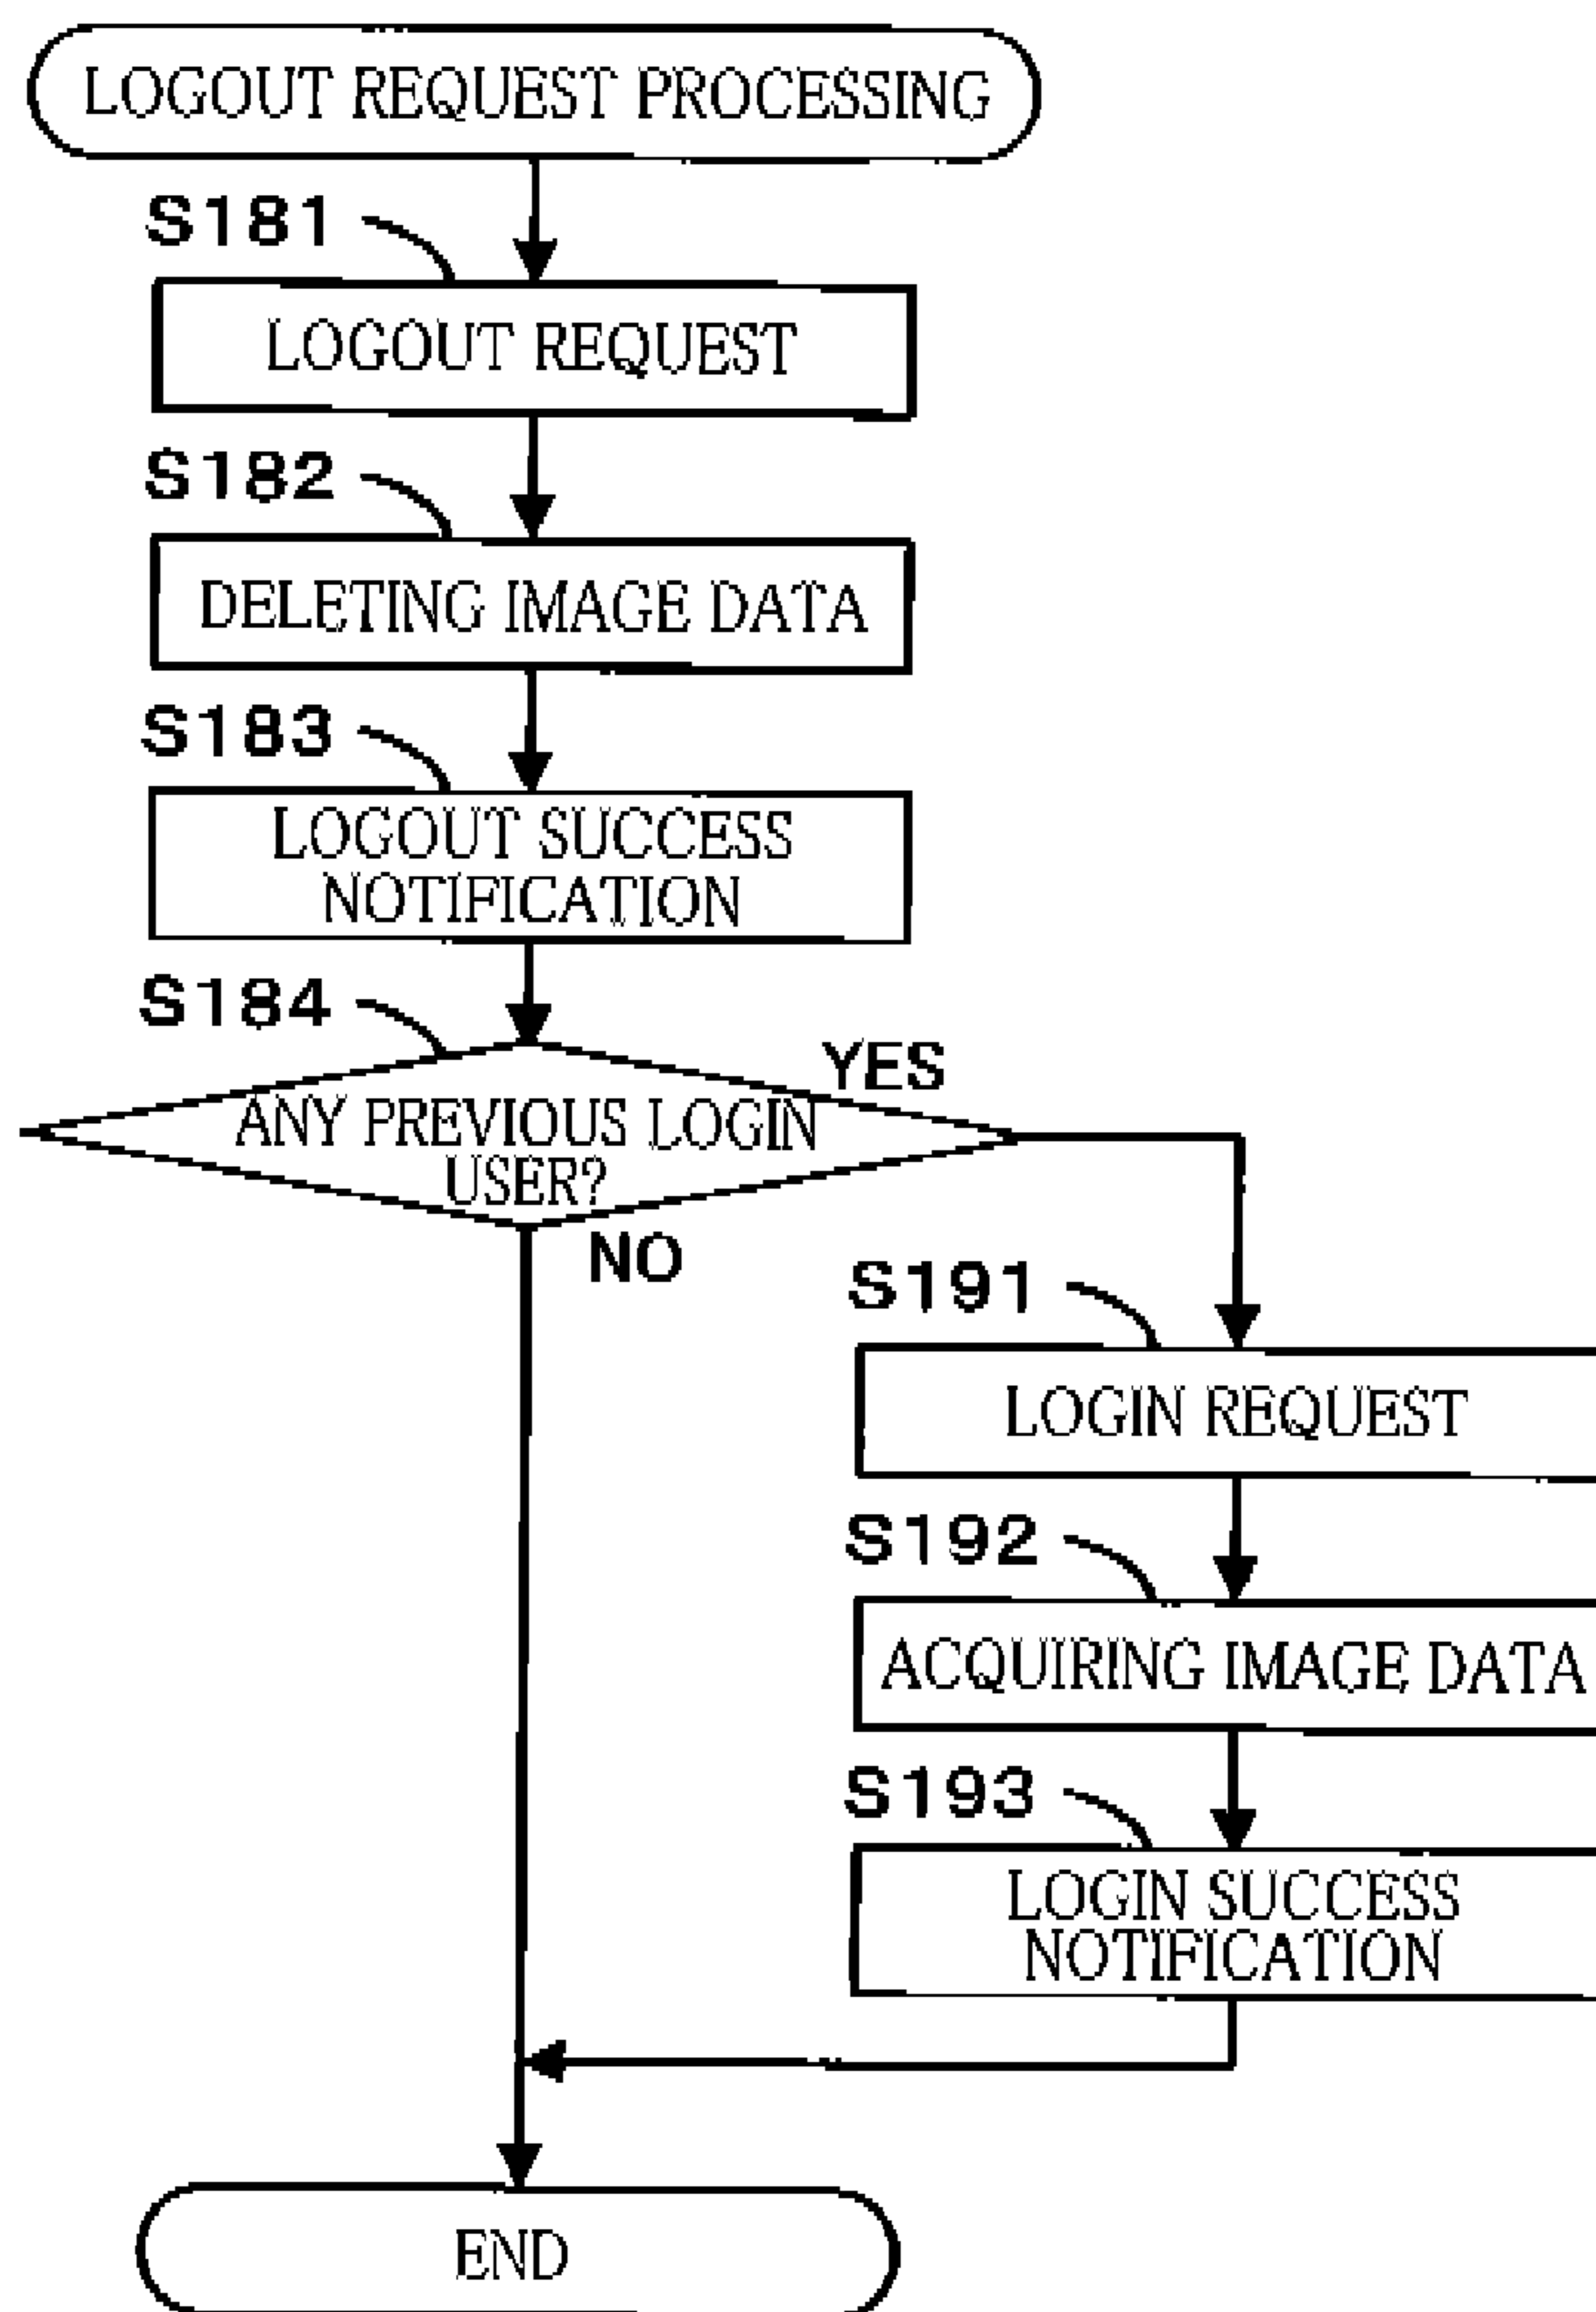 LOGOUT REQUEST PROCESSING
S181
LOGOUT REQUEST
S182
DELETING IMAGE DATA
S183
LOGOUT SUCCESS
NOTIFICATION
S184
YES
ANY PREVIOUS LOGIN
USER?
NO
S191
LOGIN REQUEST
S192
ACQUIRING IMAGE DATA
S193
LOGIN SUCCESS
NOTIFICATION
END